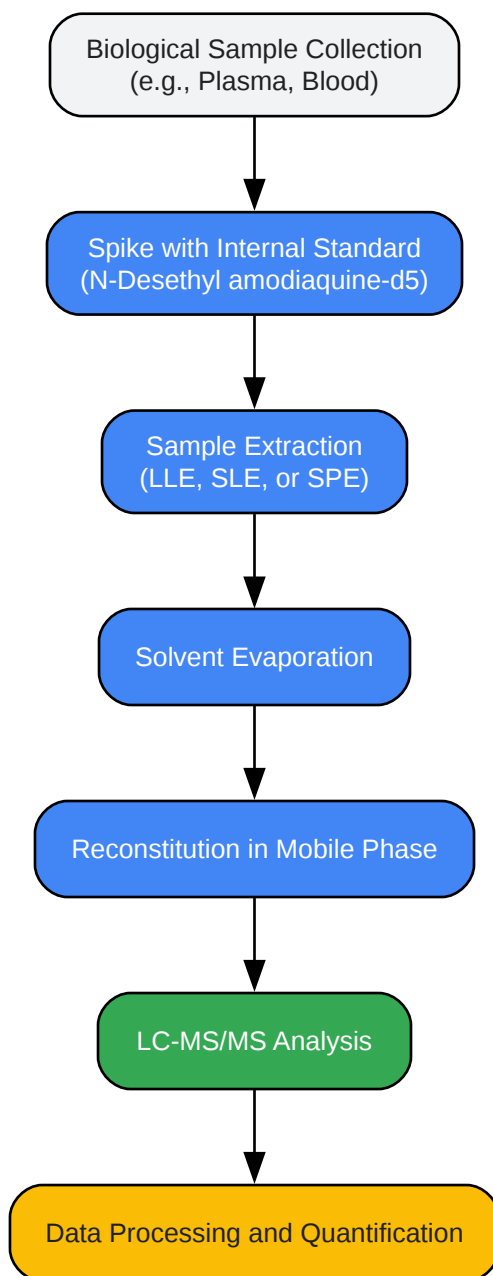 Biological Sample Collection
(e.g., Plasma, Blood)
Spike with Internal Standard
(N-Desethyl amodiaquine-d5)
Sample Extraction
(LLE, SLE, or SPE)
Solvent Evaporation
Reconstitution in Mobile Phase
LC-MS/MS Analysis
Data Processing and Quantification